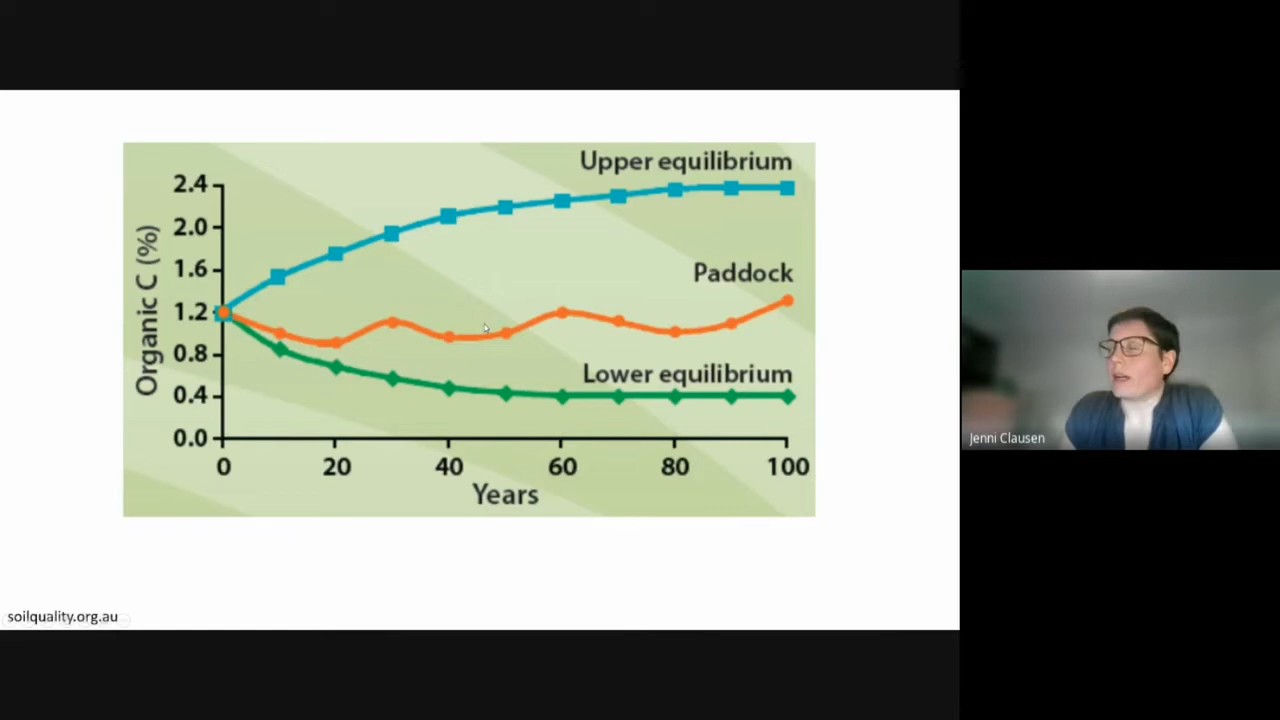 Upper equilibrium
2.4
2.0
Paddock
1.6
Organic C (%)
1.2
0.8
Lower equilibrium
0.4
0.0
0 20 40 60 80 100
Years
Jenni Clausen
soilquality.org.au